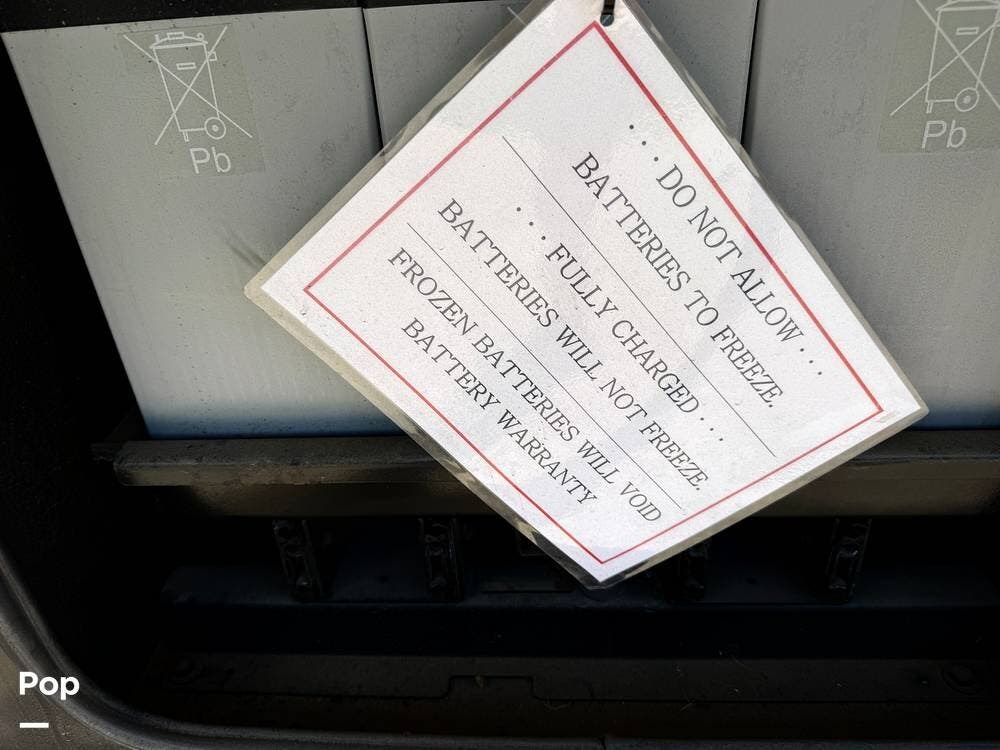 Pb
Pb
. . . DO NOT ALLOW . . .
BATTERIES TO FREEZE.
. . . FULLY CHARGED . . .
BATTERIES WILL NOT FREEZE.
FROZEN BATTERIES WILL VOID
BATTERY WARRANTY
Pop